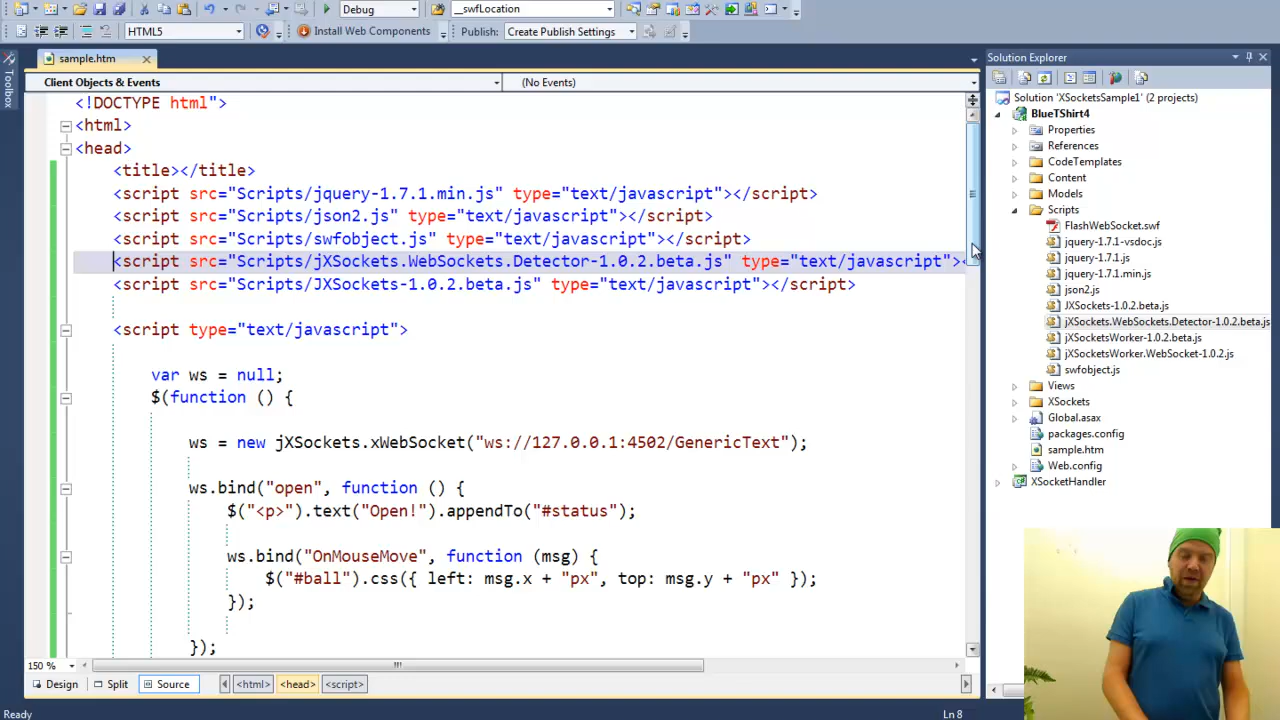 Debug
__swfLocation
HTML5
Install Web Components
Publish:
Create Publish Settings
Toolbox
sample.htm
Client Objects & Events
(No Events)
<!DOCTYPE html>
<html>
<head>
<title></title>
<script src="Scripts/jquery-1.7.1.min.js" type="text/javascript"></script>
<script src="Scripts/json2.js" type="text/javascript"></script>
<script src="Scripts/swfobject.js" type="text/javascript"></script>
<script src="Scripts/jXSockets.WebSockets.Detector-1.0.2.beta.js" type="text/javascript"><
<script src="Scripts/JXSockets-1.0.2.beta.js" type="text/javascript"></script>
<script type="text/javascript">
var ws = null;
$(function () {
ws = new jXSockets.xWebSocket("ws://127.0.0.1:4502/GenericText");
ws.bind("open", function () {
$("<p>").text("Open!").appendTo("#status");
ws.bind("OnMouseMove", function (msg) {
$("#ball").css({ left: msg.x + "px", top: msg.y + "px" });
});
});
150 %
Design
Split
Source
<html>
<head>
<script>
Ready
Ln 8
Solution Explorer
Solution 'XSocketsSample1' (2 projects)
BlueTShirt4
Properties
References
CodeTemplates
Content
Models
Scripts
FlashWebSocket.swf
jquery-1.7.1-vsdoc.js
jquery-1.7.1.js
jquery-1.7.1.min.js
json2.js
JXSockets-1.0.2.beta.js
jXSockets.WebSockets.Detector-1.0.2.beta.js
jXSocketsWorker-1.0.2.beta.js
jXSocketsWorker.WebSocket-1.0.2.js
swfobject.js
Views
XSockets
Global.asax
packages.config
sample.htm
Web.config
XSocketHandler